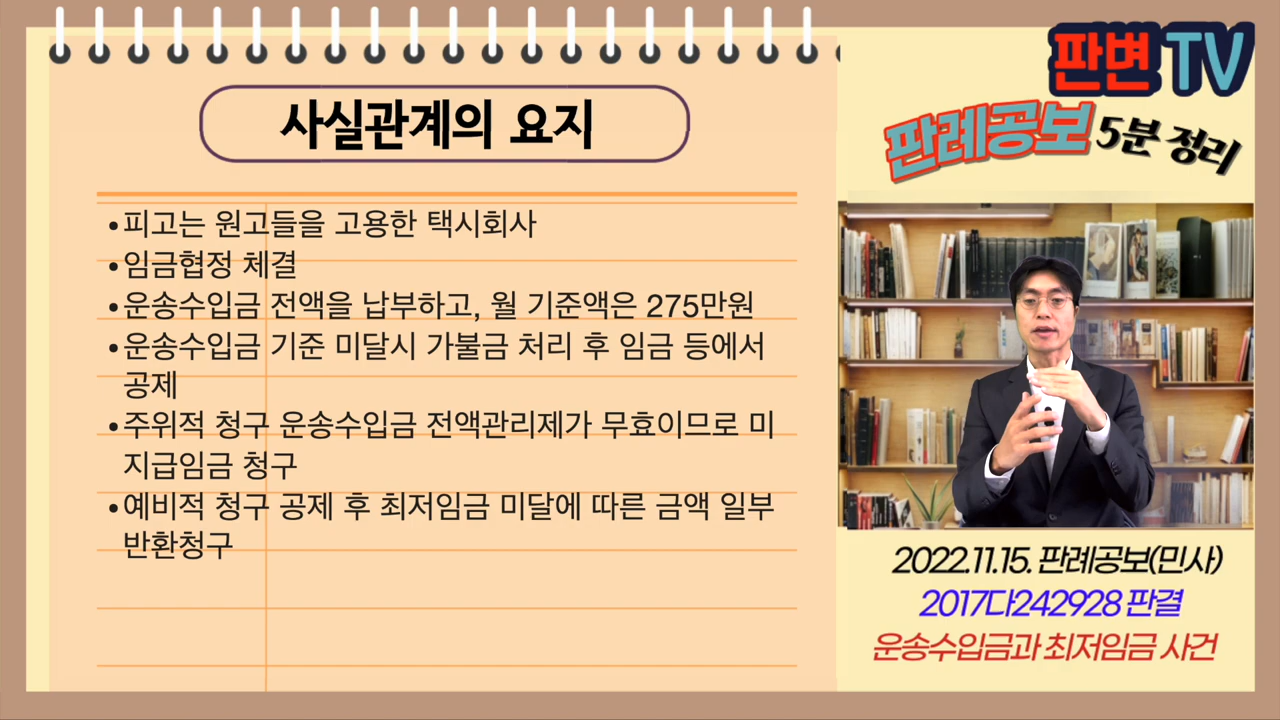 사실관계의 요지
•피고는 원고들을 고용한 택시회사
•임금협정 체결
•운송수입금 전액을 납부하고, 월 기준액은 275만원
•운송수입금 기준 미달시 가불금 처리 후 임금 등에서
공제
•주위적 청구 운송수입금 전액관리제가 무효이므로 미
지급임금 청구
•예비적 청구 공제 후 최저임금 미달에 따른 금액 일부
반환청구
판변 TV
판례공보 5분 정리
2022.11.15. 판례공보(민사)
2017다242928 판결
운송수입금과 최저임금 사건